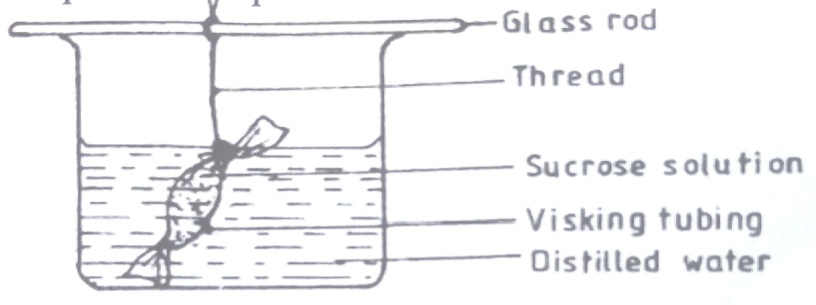 Glass rod
Thread
Sucrose solution
Visking tubing
Distilled water